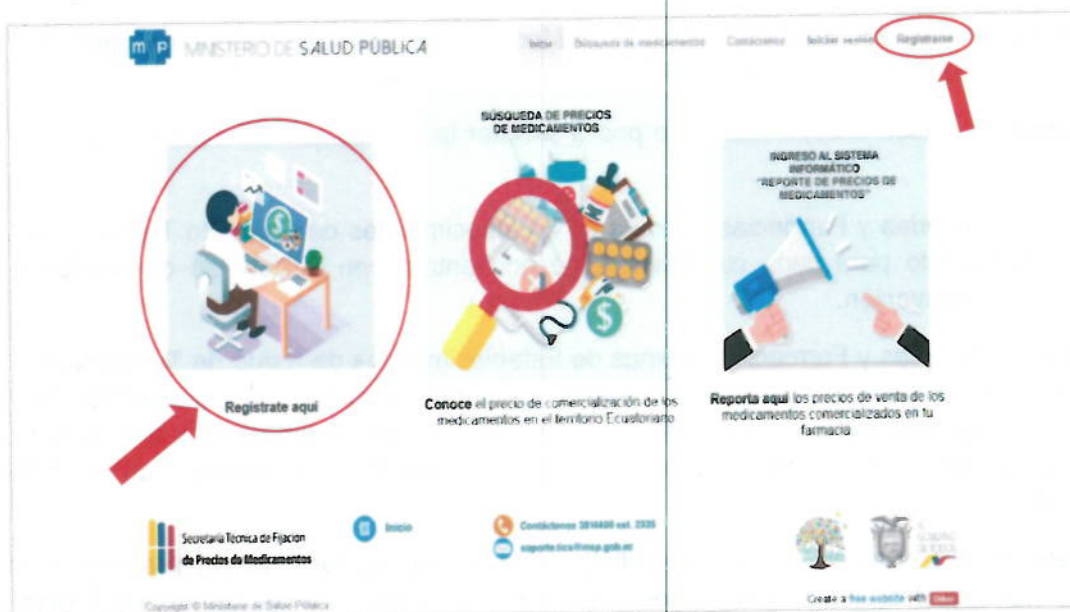 m p MINISTERIO DE SALUD PÚBLICA
Inicio Búsqueda de medicamentos Contáctenos Iniciar sesión Registrarse
BÚSQUEDA DE PRECIOS
DE MEDICAMENTOS
INGRESO AL SISTEMA
INFORMÁTICO
"REPORTE DE PRECIOS DE
MEDICAMENTOS"
Registrate aquí
Conoce el precio de comercialización de los
medicamentos en el territorio Ecuatoriano
Reporta aquí los precios de venta de los
medicamentos comercializados en tu
farmacia
Secretaría Técnica de Fijación
de Precios de Medicamentos
Inicio
Contáctenos 3814400 ext.
soporte.tics@msp.gob.ec
Copyright © Ministerio de Salud Pública
Create a free website with Odoo